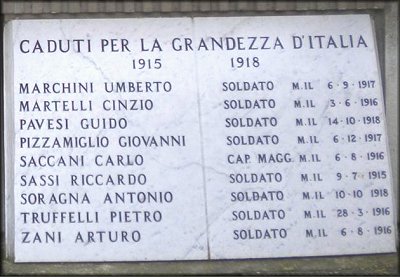 CADUTI PER LA GRANDEZZA D'ITALIA
1915 1918
MARCHINI UMBERTO SOLDATO M.IL 6-9-1917
MARTELLI CINZIO SOLDATO M.IL 3-6-1916
PAVESI GUIDO SOLDATO M.IL 14-10-1918
PIZZAMIGLIO GIOVANNI SOLDATO M.IL 6-12-1917
SACCANI CARLO CAP. MAGG. M.IL 6-8-1916
SASSI RICCARDO SOLDATO M.IL 9-7-1915
SORAGNA ANTONIO SOLDATO M.IL 10-10-1918
TRUFFELLI PIETRO SOLDATO M.IL 28-3-1916
ZANI ARTURO SOLDATO M.IL 6-8-1916